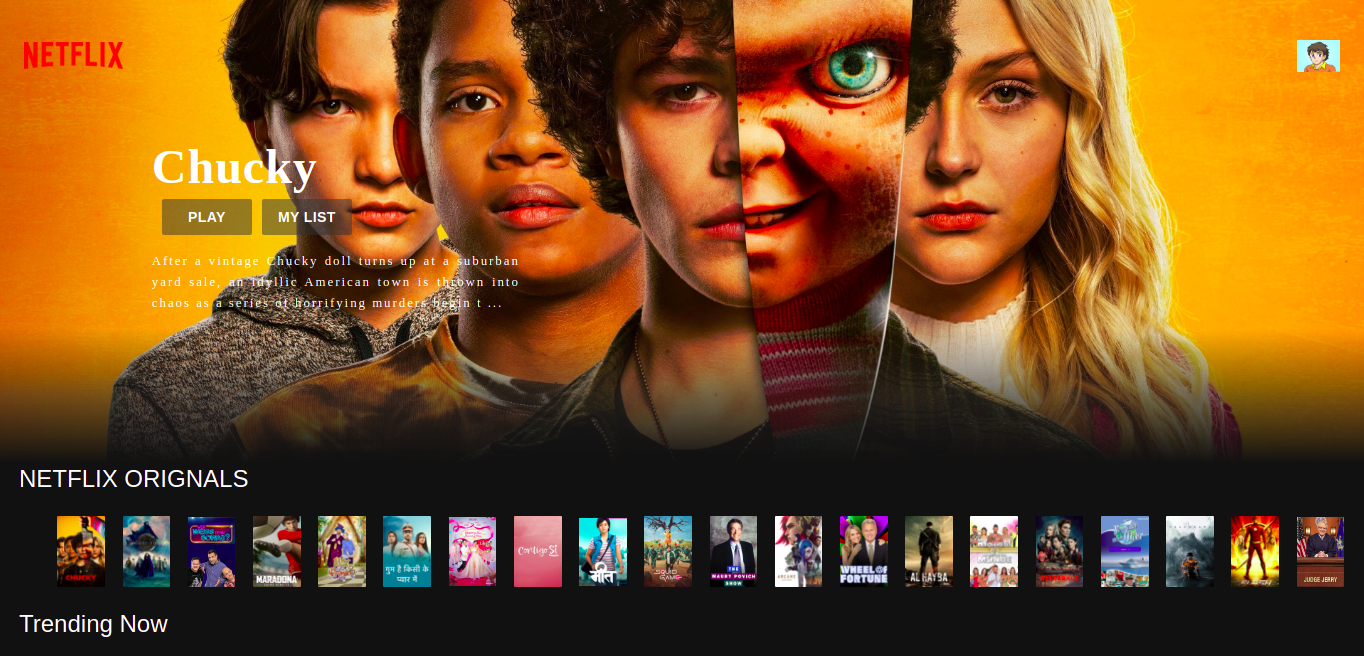 NETFLIX
Chucky
PLAY MY LIST
After a vintage Chucky doll turns up at a suburban
yard sale, an idyllic American town is thrown into
chaos as a series of horrifying murders begin t ...
NETFLIX ORIGNALS
CHUCKY
MARADONA
गुम है किसी के
प्यार में
Contigo Sí
मीत
SQUID GAME
THE
MAURY POVICH
SHOW
ARCANE
WHEEL OF
FORTUNE
AL HAYBA
JUDGE JERRY
Trending Now